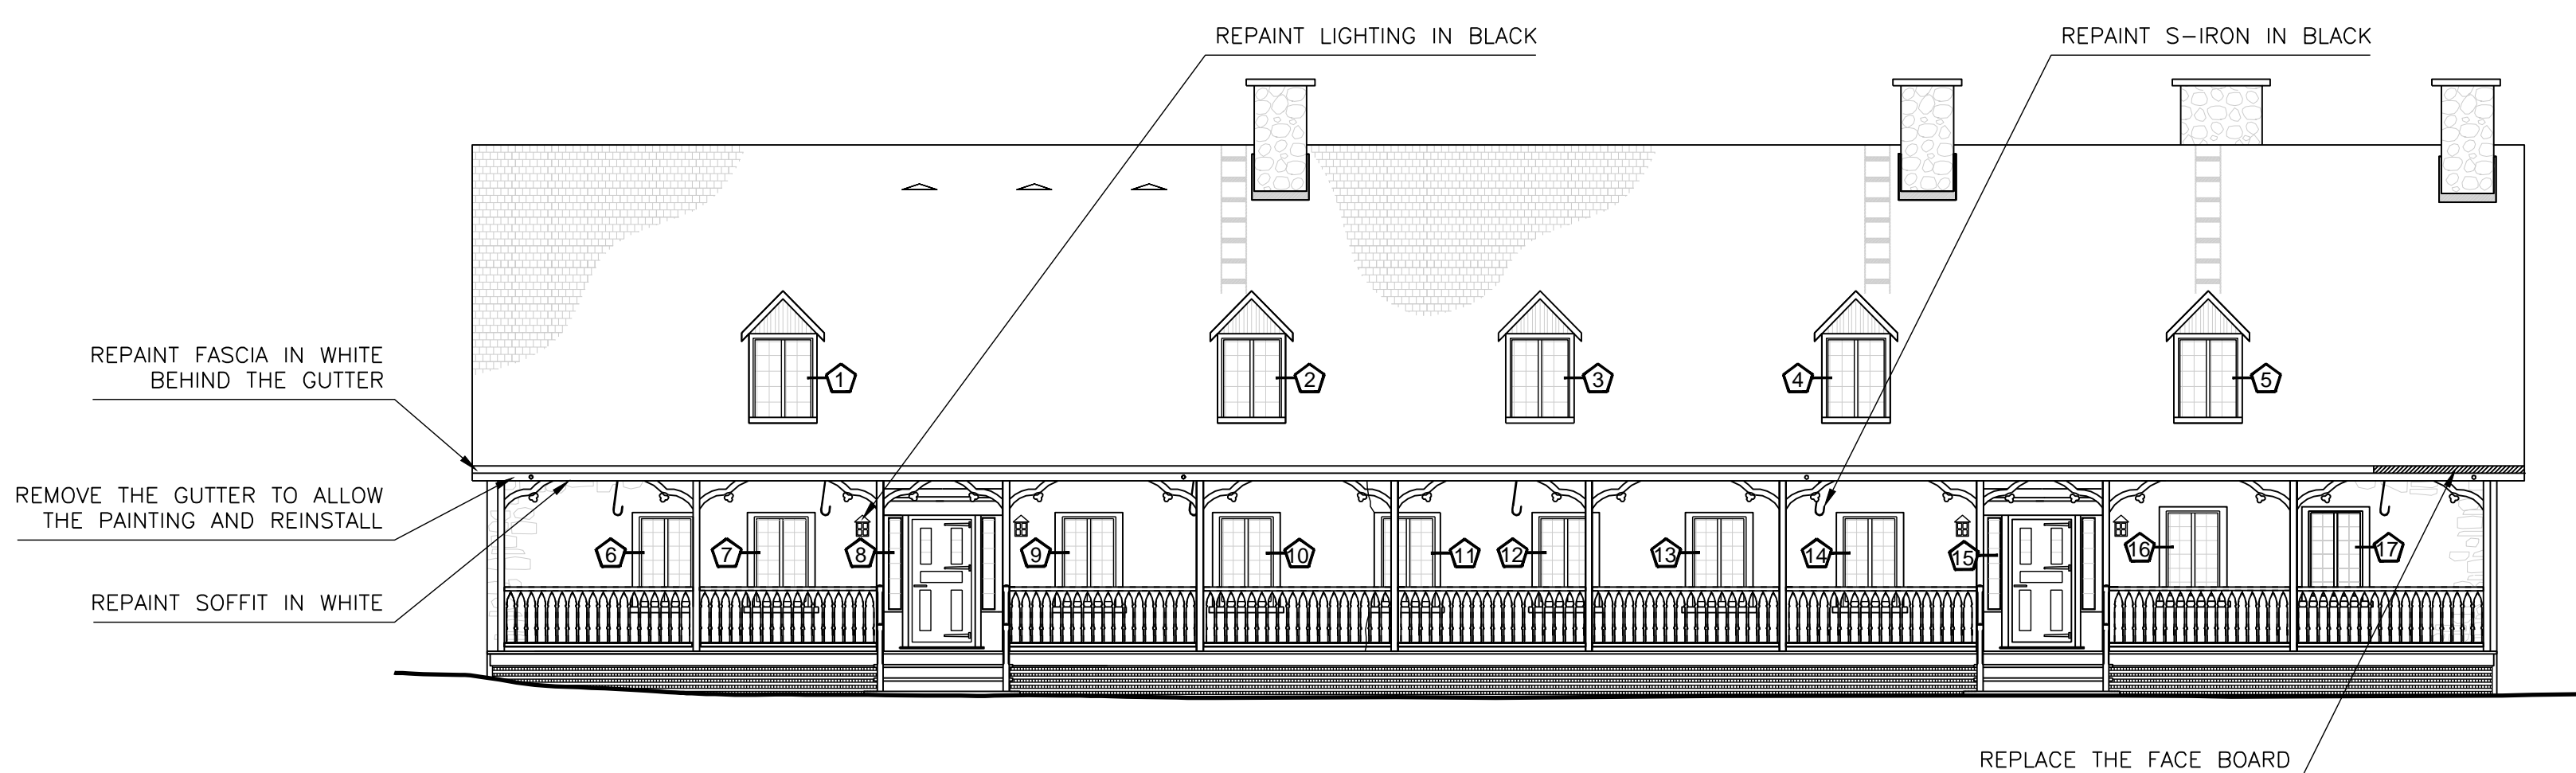 REPAINT LIGHTING IN BLACK
REPAINT S-IRON IN BLACK
REPAINT FASCIA IN WHITE
BEHIND THE GUTTER
1
2
3
4
5
REMOVE THE GUTTER TO ALLOW
THE PAINTING AND REINSTALL
6
7
8
9
10
11
12
13
14
15
16
17
REPAINT SOFFIT IN WHITE
REPLACE THE FACE BOARD